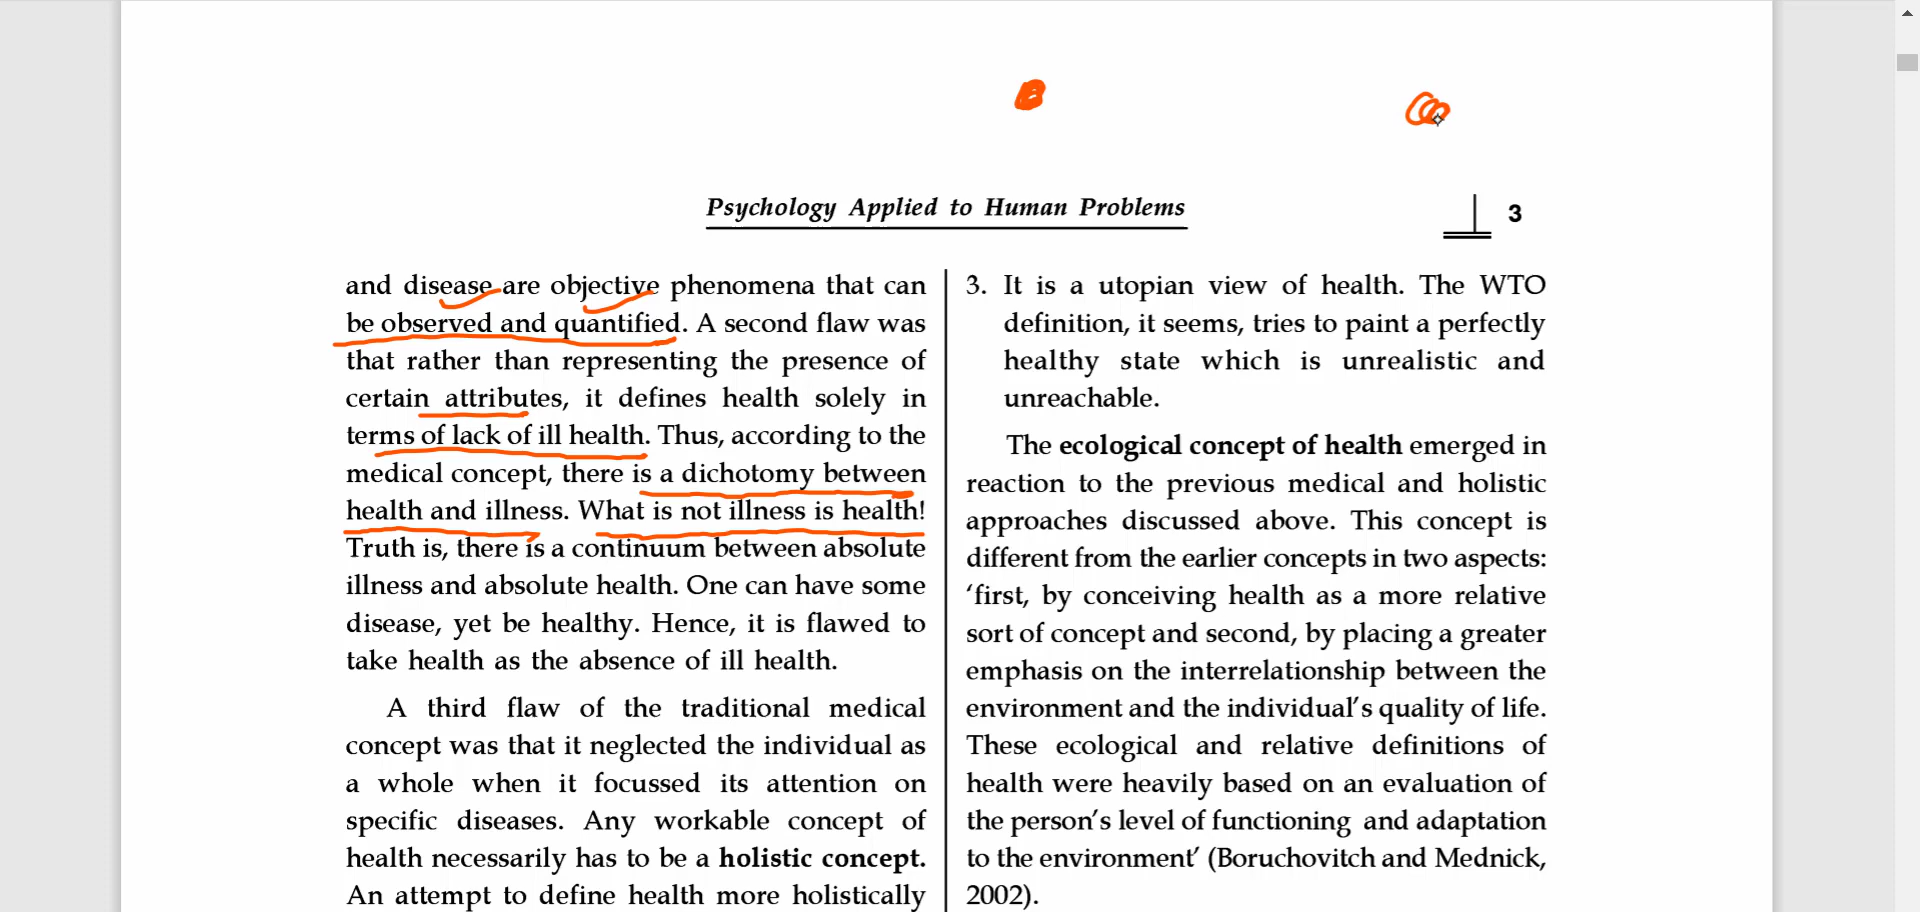 Psychology Applied to Human Problems
3
and disease are objective phenomena that can
be observed and quantified. A second flaw was
that rather than representing the presence of
certain attributes, it defines health solely in
terms of lack of ill health. Thus, according to the
medical concept, there is a dichotomy between
health and illness. What is not illness is health!
Truth is, there is a continuum between absolute
illness and absolute health. One can have some
disease, yet be healthy. Hence, it is flawed to
take health as the absence of ill health.
A third flaw of the traditional medical
concept was that it neglected the individual as
a whole when it focussed its attention on
specific diseases. Any workable concept of
health necessarily has to be a holistic concept.
An attempt to define health more holistically
3. It is a utopian view of health. The WTO
definition, it seems, tries to paint a perfectly
healthy state which is unrealistic and
unreachable.
The ecological concept of health emerged in
reaction to the previous medical and holistic
approaches discussed above. This concept is
different from the earlier concepts in two aspects:
‘first, by conceiving health as a more relative
sort of concept and second, by placing a greater
emphasis on the interrelationship between the
environment and the individual’s quality of life.
These ecological and relative definitions of
health were heavily based on an evaluation of
the person’s level of functioning and adaptation
to the environment’ (Boruchovitch and Mednick,
2002).